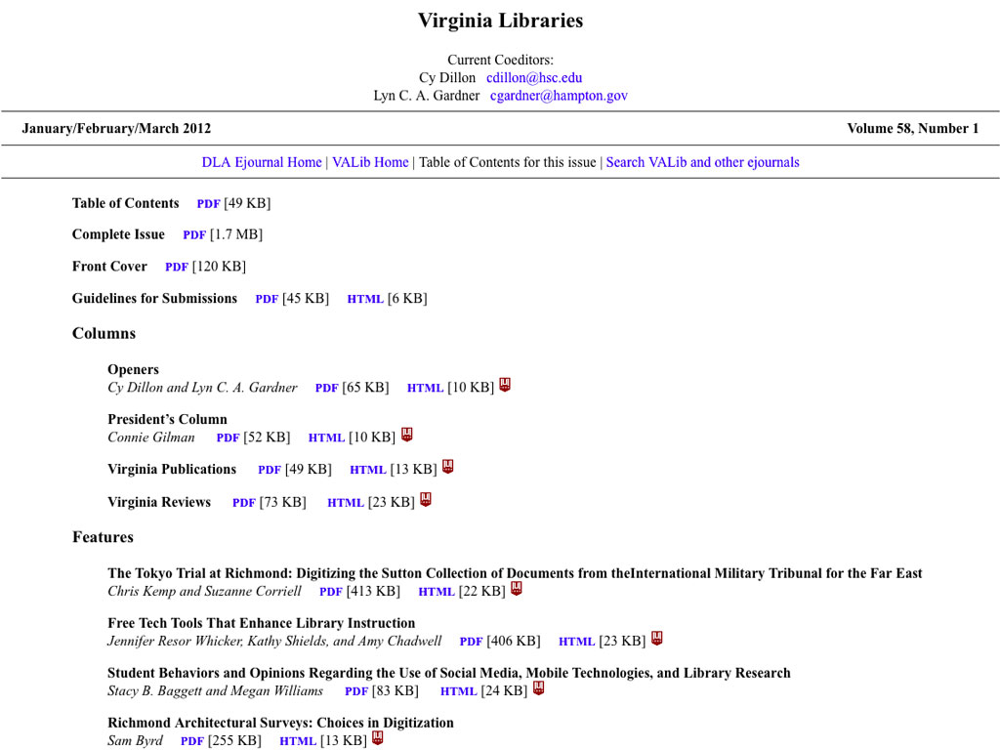 Virginia Libraries
Current Coeditors:
Cy Dillon cdillon@hsc.edu
Lyn C. A. Gardner cgardner@hampton.gov
January/February/March 2012 Volume 58, Number 1
DLA Ejournal Home | VALib Home | Table of Contents for this issue | Search VALib and other ejournals
Table of Contents PDF [49 KB]
Complete Issue PDF [1.7 MB]
Front Cover PDF [120 KB]
Guidelines for Submissions PDF [45 KB] HTML [6 KB]
Columns
Openers
Cy Dillon and Lyn C. A. Gardner PDF [65 KB] HTML [10 KB]
President’s Column
Connie Gilman PDF [52 KB] HTML [10 KB]
Virginia Publications PDF [49 KB] HTML [13 KB]
Virginia Reviews PDF [73 KB] HTML [23 KB]
Features
The Tokyo Trial at Richmond: Digitizing the Sutton Collection of Documents from theInternational Military Tribunal for the Far East
Chris Kemp and Suzanne Corriell PDF [413 KB] HTML [22 KB]
Free Tech Tools That Enhance Library Instruction
Jennifer Resor Whicker, Kathy Shields, and Amy Chadwell PDF [406 KB] HTML [23 KB]
Student Behaviors and Opinions Regarding the Use of Social Media, Mobile Technologies, and Library Research
Stacy B. Baggett and Megan Williams PDF [83 KB] HTML [24 KB]
Richmond Architectural Surveys: Choices in Digitization
Sam Byrd PDF [255 KB] HTML [13 KB]